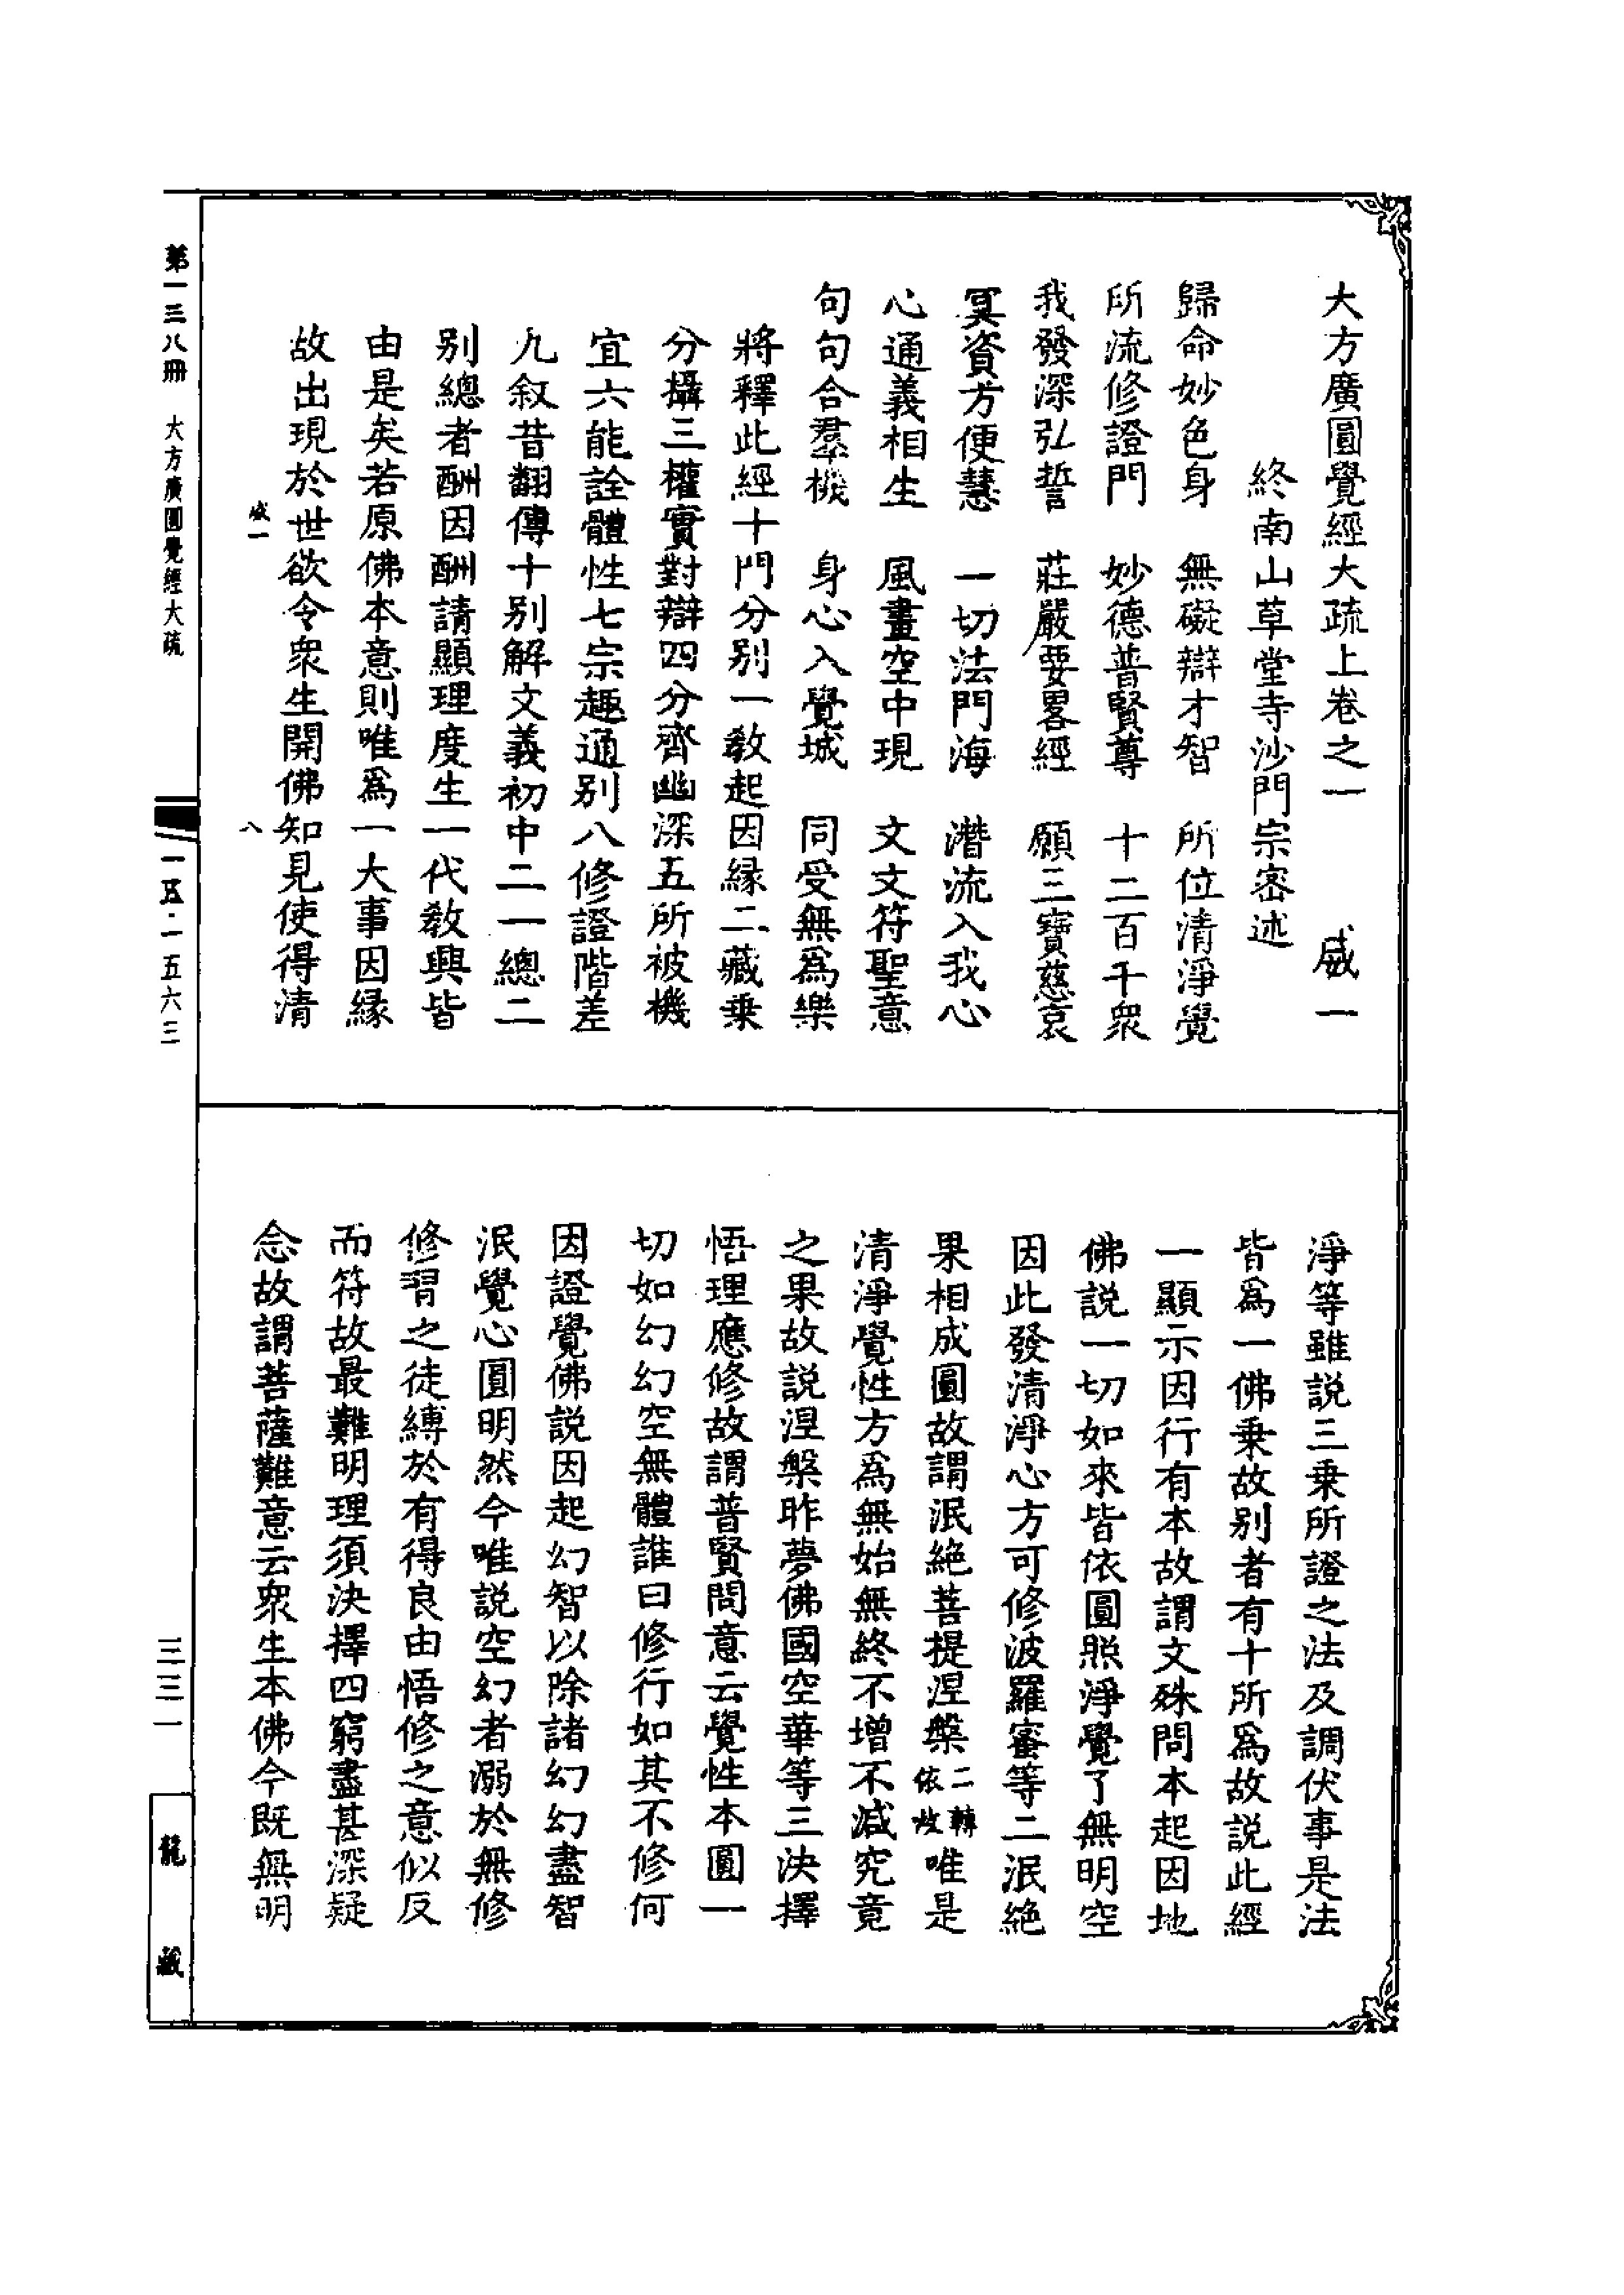 大方廣圓覺經大疏上卷之一　威一
終南山草堂寺沙門宗密述
歸命妙色身　無礙辯才智　所位清淨覺
所流修證門　妙德普賢尊　十二百千衆
我發深弘誓　莊嚴要畧經　願三寶慈哀
冥資方便慧　一切法門海　潛流入我心
心通義相生　風畫空中現　文文符聖意
句句合羣機　身心入覺城　同受無爲樂
將釋此經十門分别一敎起因緣二藏乗
分攝三權實對辯四分齊幽深五所被機
宜六能詮體性七宗趣通别八修證階差
九叙昔翻傳十别解文義初中二一總二
别總者酬因酬請顯理度生一代敎興皆
由是矣若原佛本意則唯爲一大事因緣
故出現於世欲令衆生開佛知見使得清
威一　八
淨等雖説三乗所證之法及調伏事是法
皆爲一佛乗故别者有十所爲故説此經
一顯示因行有本故謂文殊問本起因地
佛説一切如來皆依圓照淨覺了無明空
因此發清淨心方可修波羅蜜等二泯絶
果相成圓故謂泯絶菩提涅槃二轉依故唯是
清淨覺性方爲無始無終不增不減究竟
之果故説涅槃昨夢佛國空華等三決擇
悟理應修故謂普賢問意云覺性本圓一
切如幻幻空無體誰曰修行如其不修何
因證覺佛説因起幻智以除諸幻幻盡智
泯覺心圓明然今唯説空幻者溺於無修
修習之徒縛於有得良由悟修之意似反
而符故最難明理須決擇四窮盡甚深疑
念故謂菩薩難意云衆生本佛今既無明
第一三八冊　大方廣圓覺經大疏　一五·一五六三　三三一　龍藏